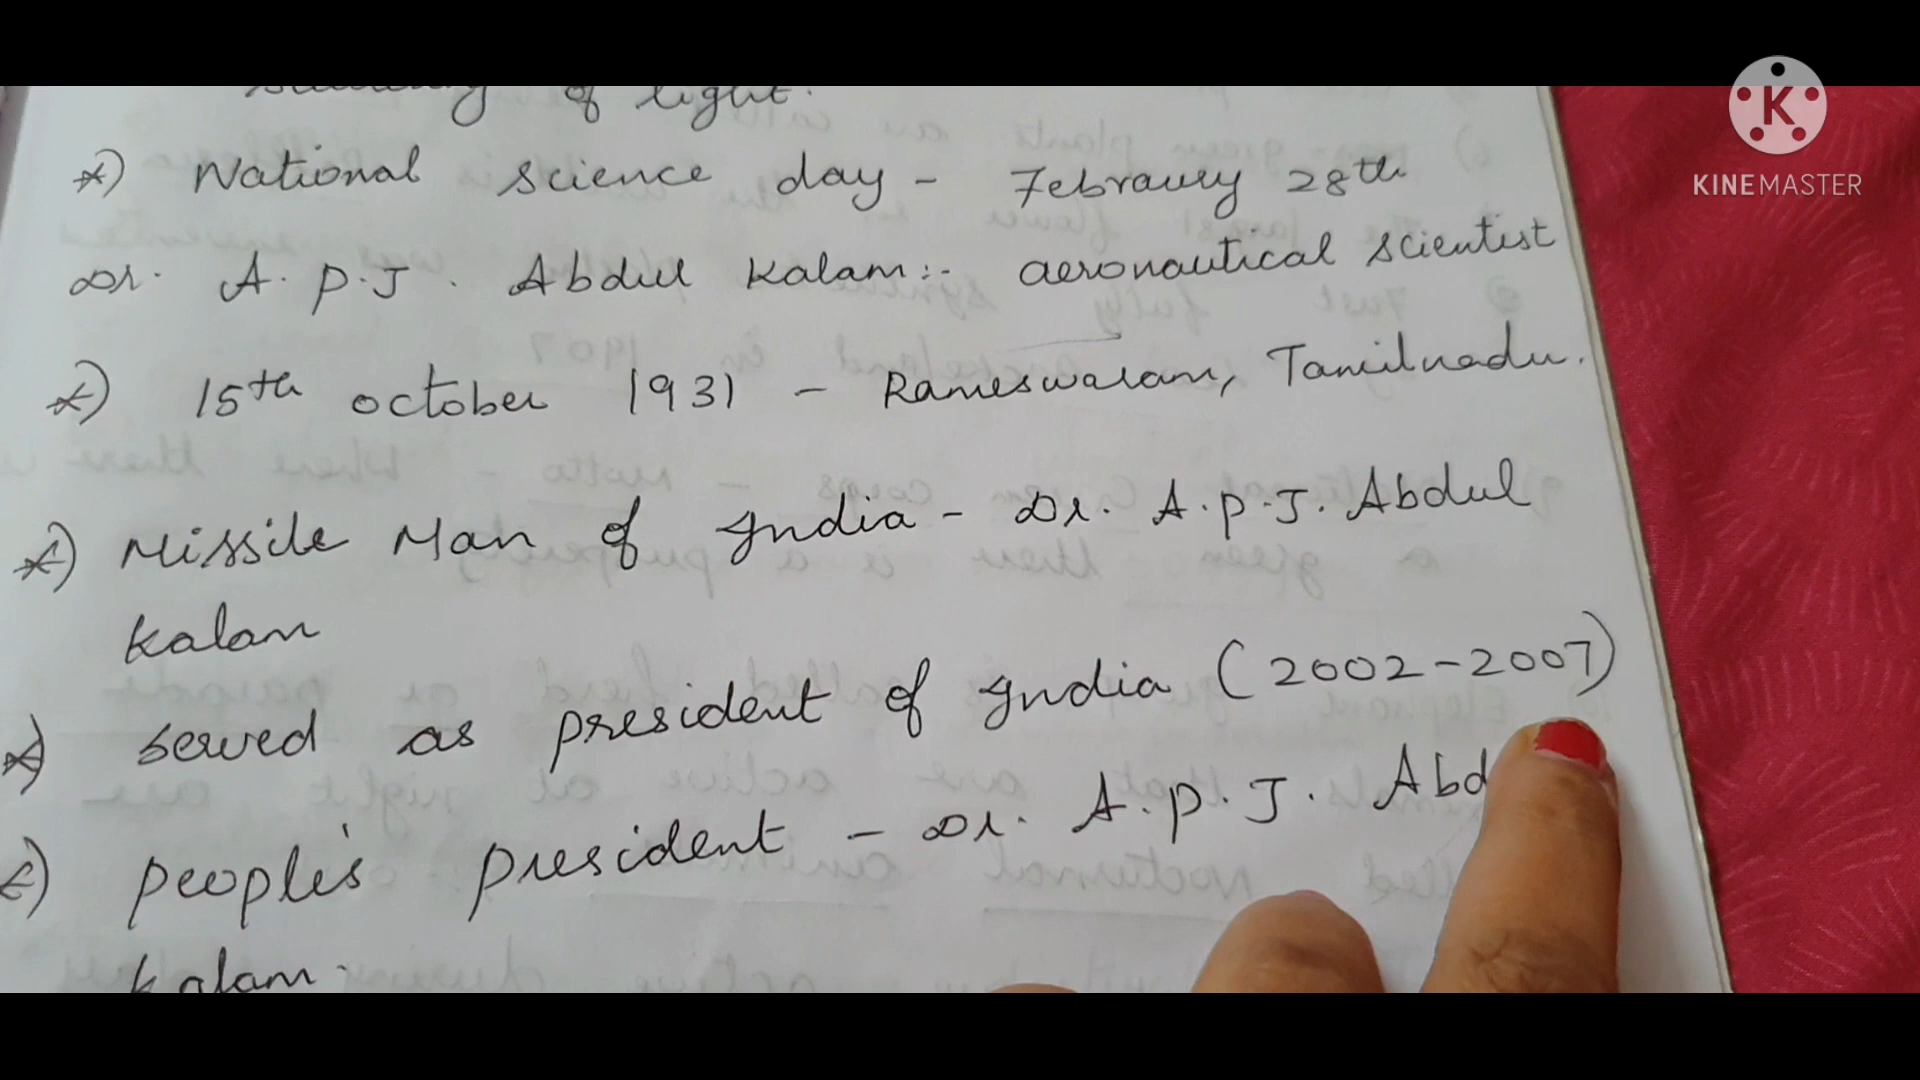 of light.
*) National science day - Febraury 28th
Dr. A. P. J. Abdul Kalam:- aeronautical scientist
*) 15th october 1931 - Rameswaram, Tamilnadu.
*) Missile Man of India - Dr. A.P.J. Abdul
Kalam
*) served as president of India (2002-2007)
*) people's president - Dr. A.P.J. Abd
kalam.
K
KINEMASTER